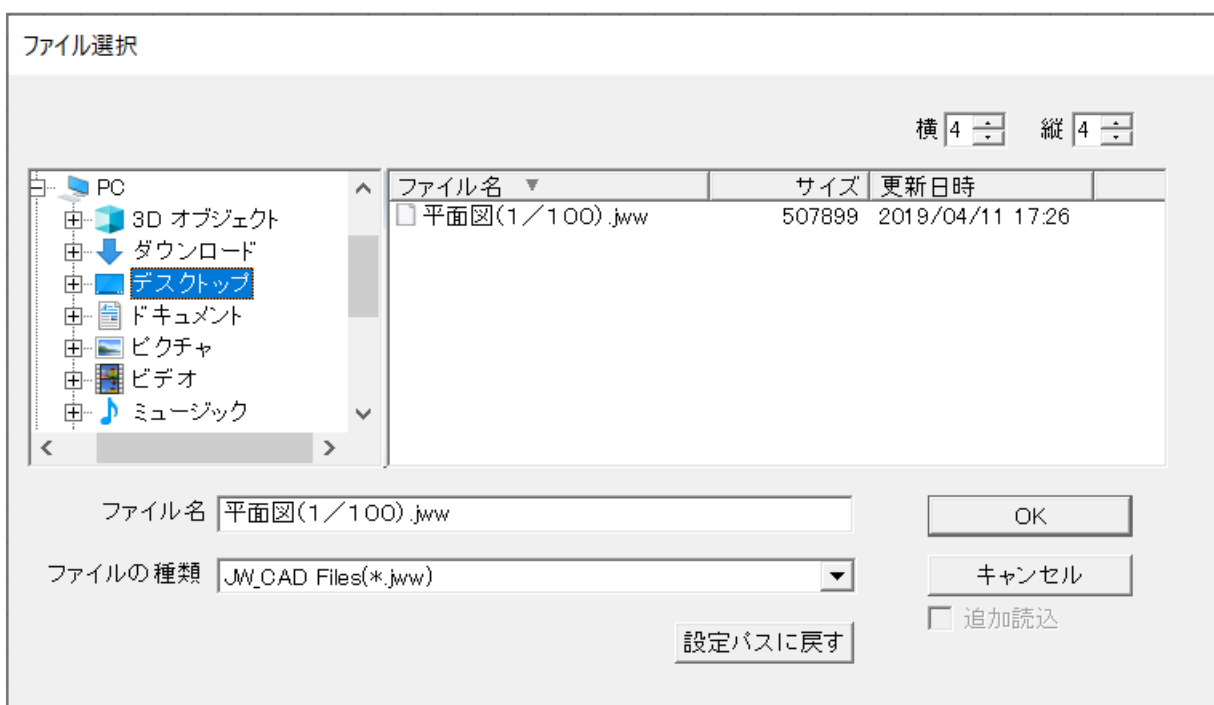 ファイル選択
横 4 縦 4
PC
3D オブジェクト
ダウンロード
デスクトップ
ドキュメント
ピクチャ
ビデオ
ミュージック
ファイル名 サイズ 更新日時
平面図(1/100).jww 507899 2019/04/11 17:26
ファイル名 平面図(1/100).jww OK
ファイルの種類 JW_CAD Files(*.jww) キャンセル
追加読込
設定パスに戻す